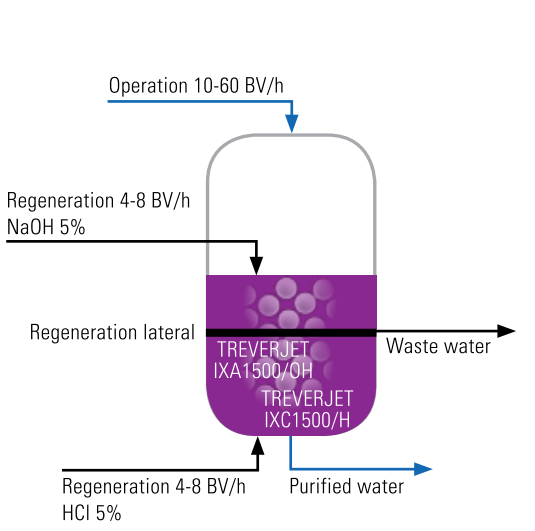 Operation 10-60 BV/h
Regeneration 4-8 BV/h
NaOH 5%
Regeneration lateral
Waste water
TREVERJET
IXA1500/OH
TREVERJET
IXC1500/H
Regeneration 4-8 BV/h
HCl 5%
Purified water